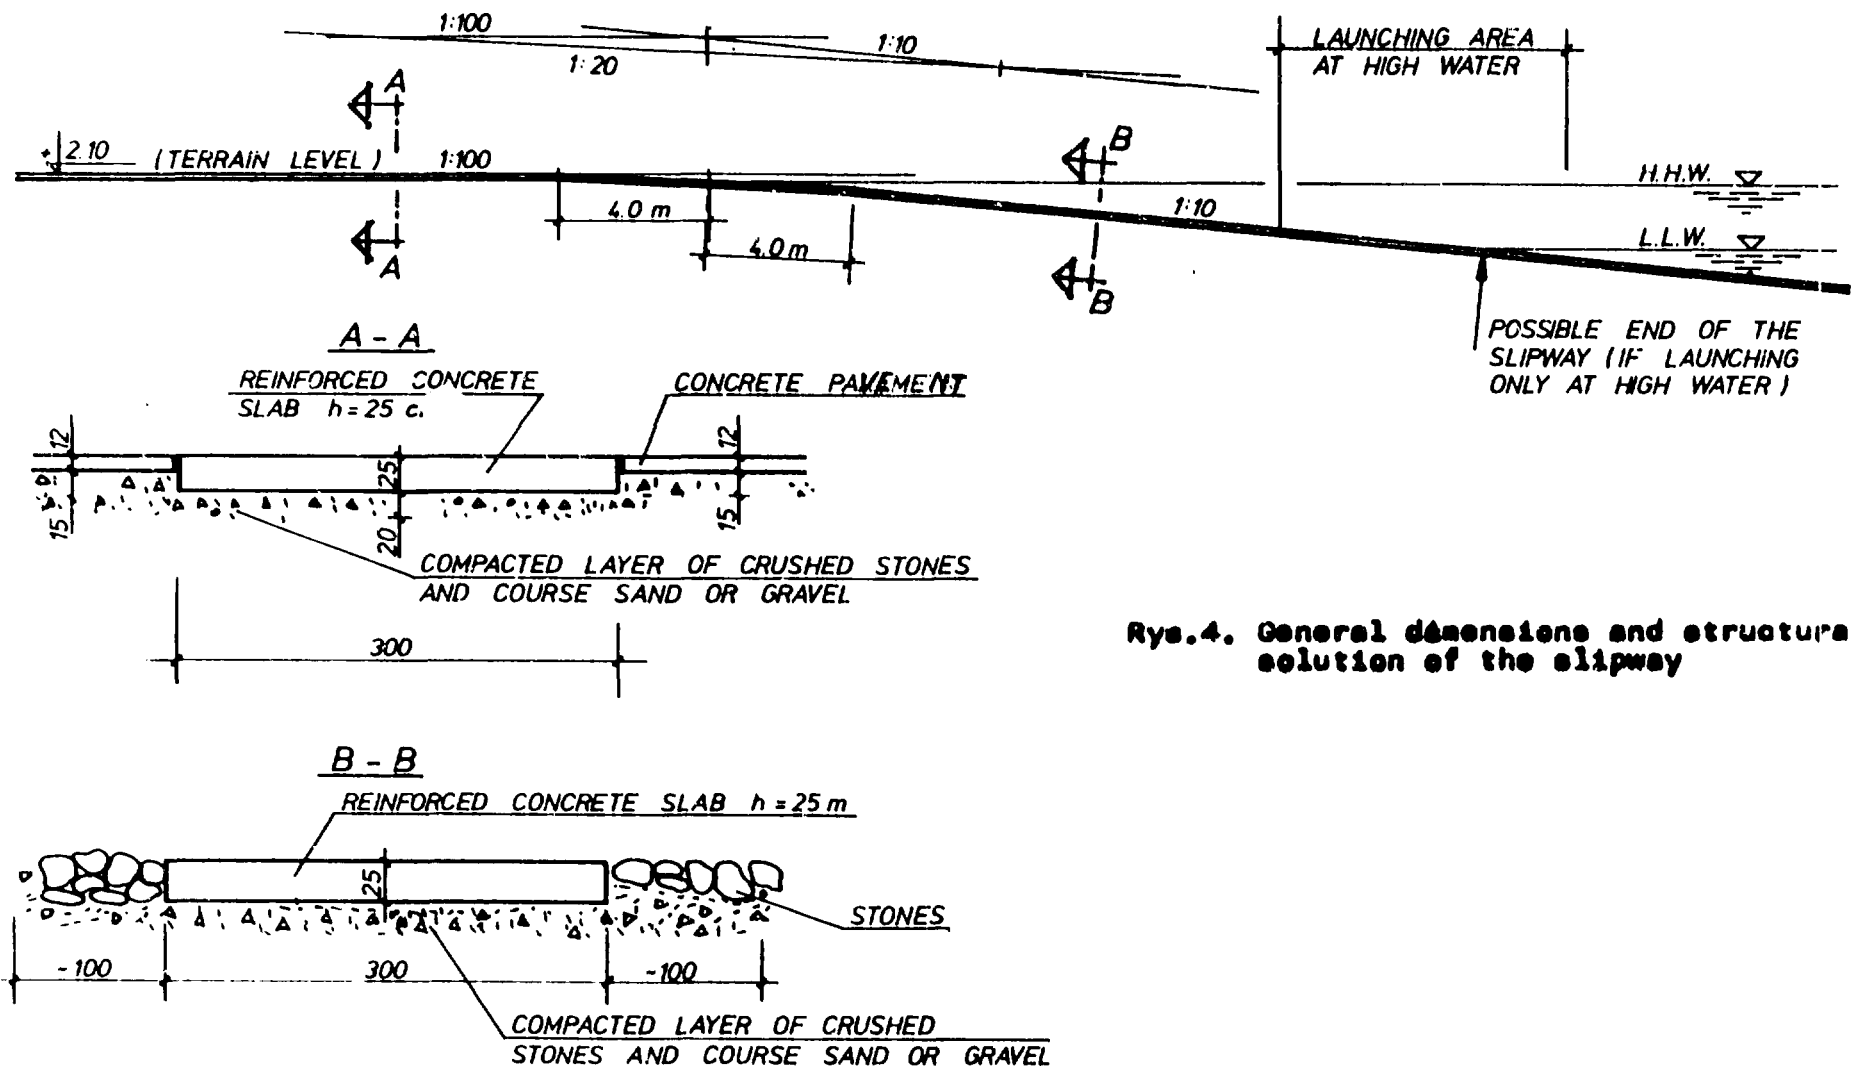 1:100
1:10
1:20
LAUNCHING AREA
AT HIGH WATER
A
B
+2.10 (TERRAIN LEVEL) 1:100
H.H.W.
4.0 m
1:10
4.0 m
L.L.W.
A
B
POSSIBLE END OF THE
SLIPWAY (IF LAUNCHING
ONLY AT HIGH WATER)
A - A
REINFORCED CONCRETE
SLAB h = 25 c.
CONCRETE PAVEMENT
12
25
12
15
20
15
COMPACTED LAYER OF CRUSHED STONES
AND COURSE SAND OR GRAVEL
300
Rys.4. General dimensions and structura
solution of the slipway
B - B
REINFORCED CONCRETE SLAB h = 25 m
25
STONES
~100
300
~100
COMPACTED LAYER OF CRUSHED
STONES AND COURSE SAND OR GRAVEL